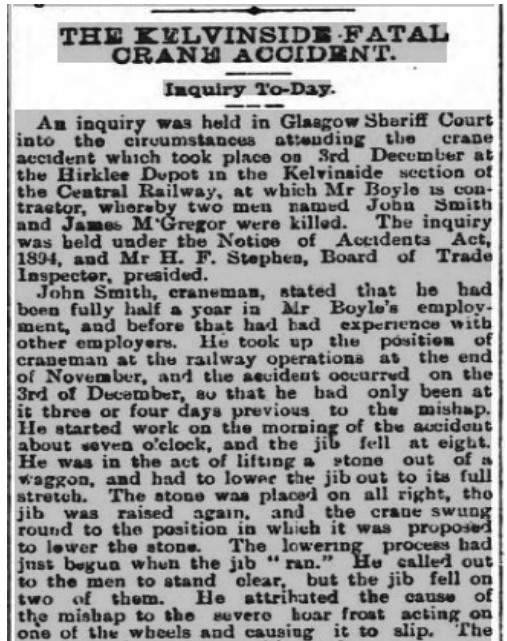 THE KELVINSIDE FATAL
CRANE ACCIDENT.
Inquiry To-Day.
An inquiry was held in Glasgow Sheriff Court
into the circumstances attending the crane
accident which took place on 3rd December at
the Hirklee Depot in the Kelvinside section of
the Central Railway, at which Mr Boyle is con-
tractor, whereby two men named John Smith
and James M'Gregor were killed. The inquiry
was held under the Notice of Accidents Act,
1894, and Mr H. F. Stephen, Board of Trade
Inspector, presided.
John Smith, craneman, stated that he had
been fully half a year in Mr Boyle's employ-
ment, and before that had had experience with
other employers. He took up the position of
craneman at the railway operations at the end
of November, and the accident occurred on the
3rd of December, so that he had only been at
it three or four days previous to the mishap.
He started work on the morning of the accident
about seven o'clock, and the jib fell at eight.
He was in the act of lifting a stone out of a
waggon, and had to lower the jib out to its full
stretch. The stone was placed on all right, the
jib was raised again, and the crane swung
round to the position in which it was proposed
to lower the stone. The lowering process had
just begun when the jib "ran." He called out
to the men to stand clear, but the jib fell on
two of them. He attributed the cause of
the mishap to the severe hoar frost acting on
one of the wheels and causing it to slip. The